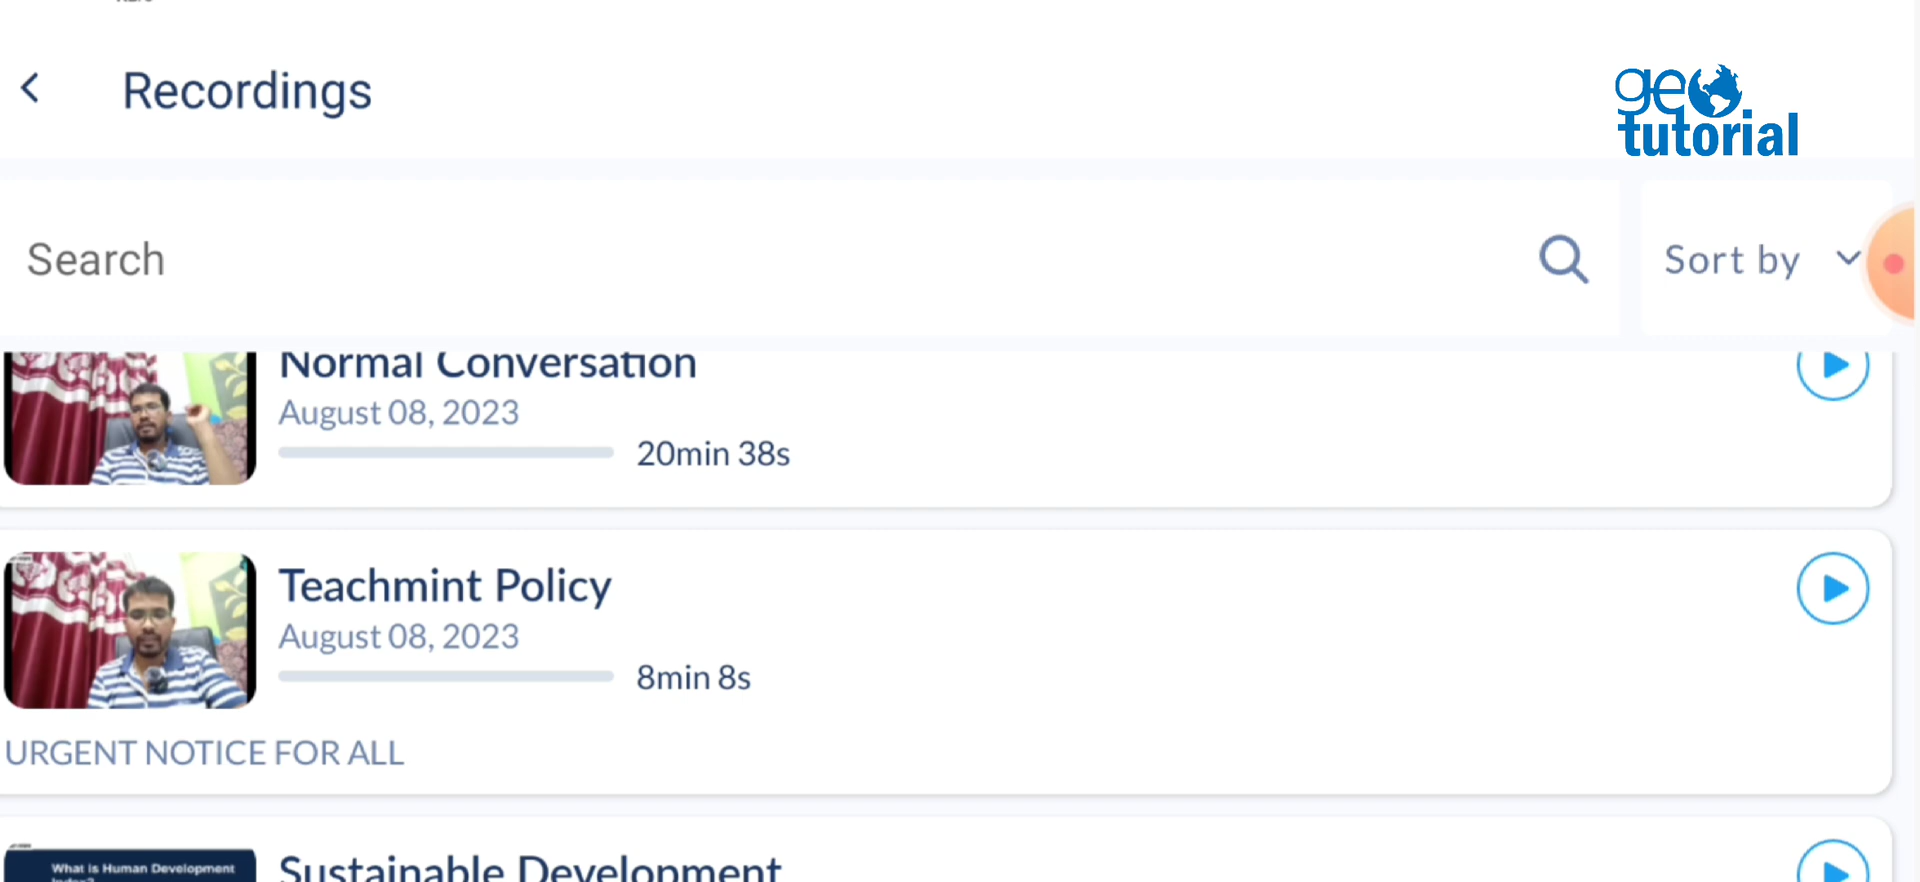 Recordings
geo
tutorial
Search
Sort by
Normal Conversation
August 08, 2023
20min 38s
Teachmint Policy
August 08, 2023
8min 8s
URGENT NOTICE FOR ALL
What is Human Development
Index?
Sustainable Development